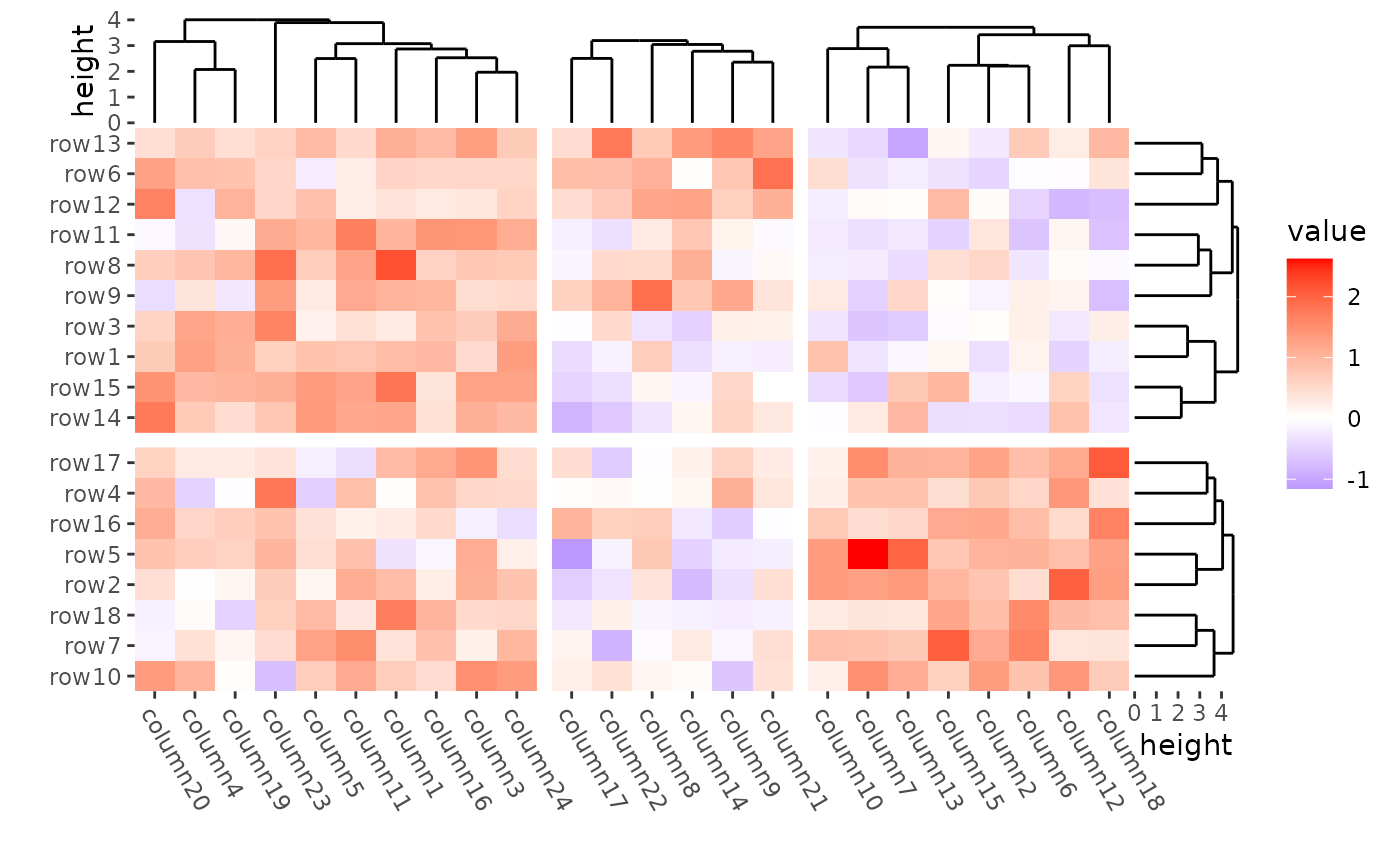 height
4
3
2
1
0
row13
row6
row12
row11
row8
row9
row3
row1
row15
row14
row17
row4
row16
row5
row2
row18
row7
row10
column20
column4
column19
column23
column5
column11
column1
column16
column3
column24
column17
column22
column8
column14
column9
column21
column10
column7
column13
column15
column2
column6
column12
column18
0 1 2 3 4
height
value
2
1
0
-1